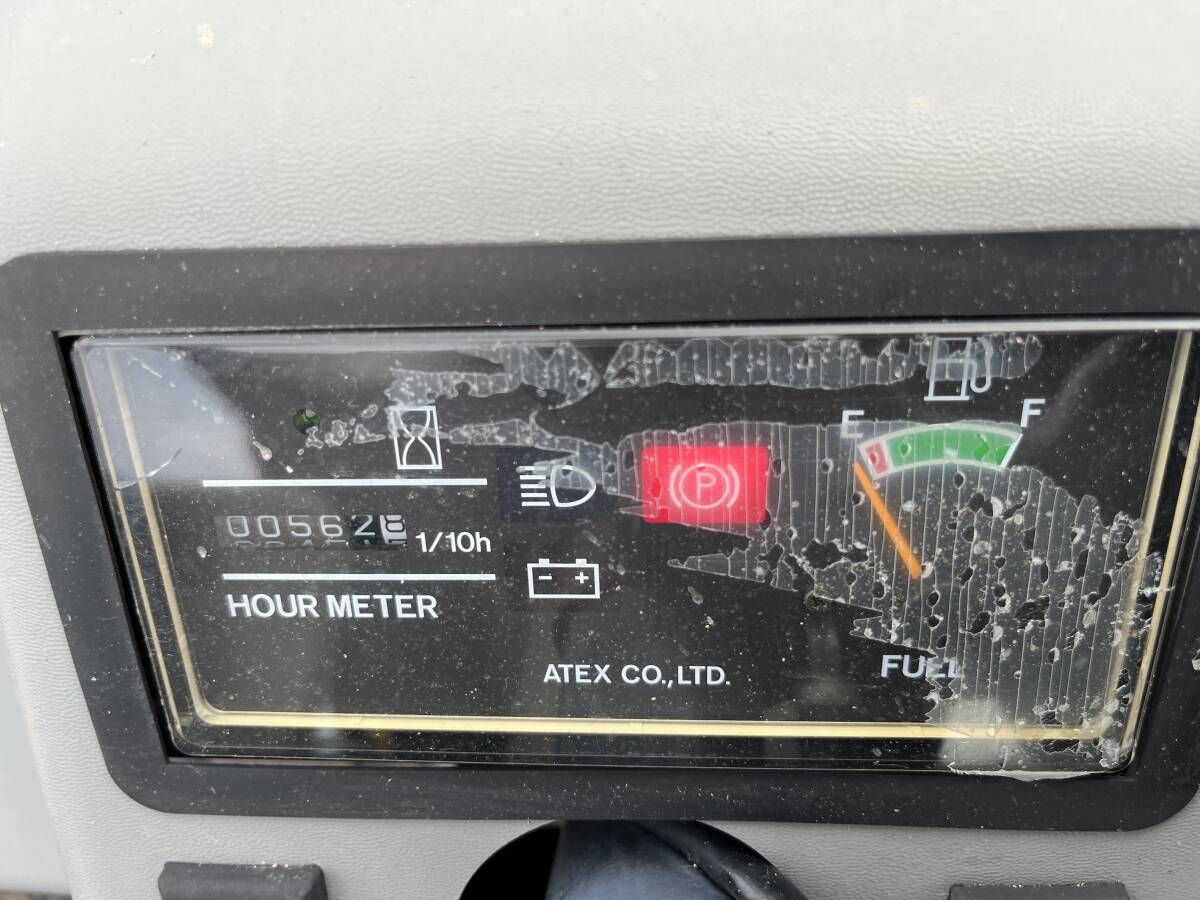 E F
P
00562
1/10h
HOUR METER
ATEX CO.,LTD.
FUEL